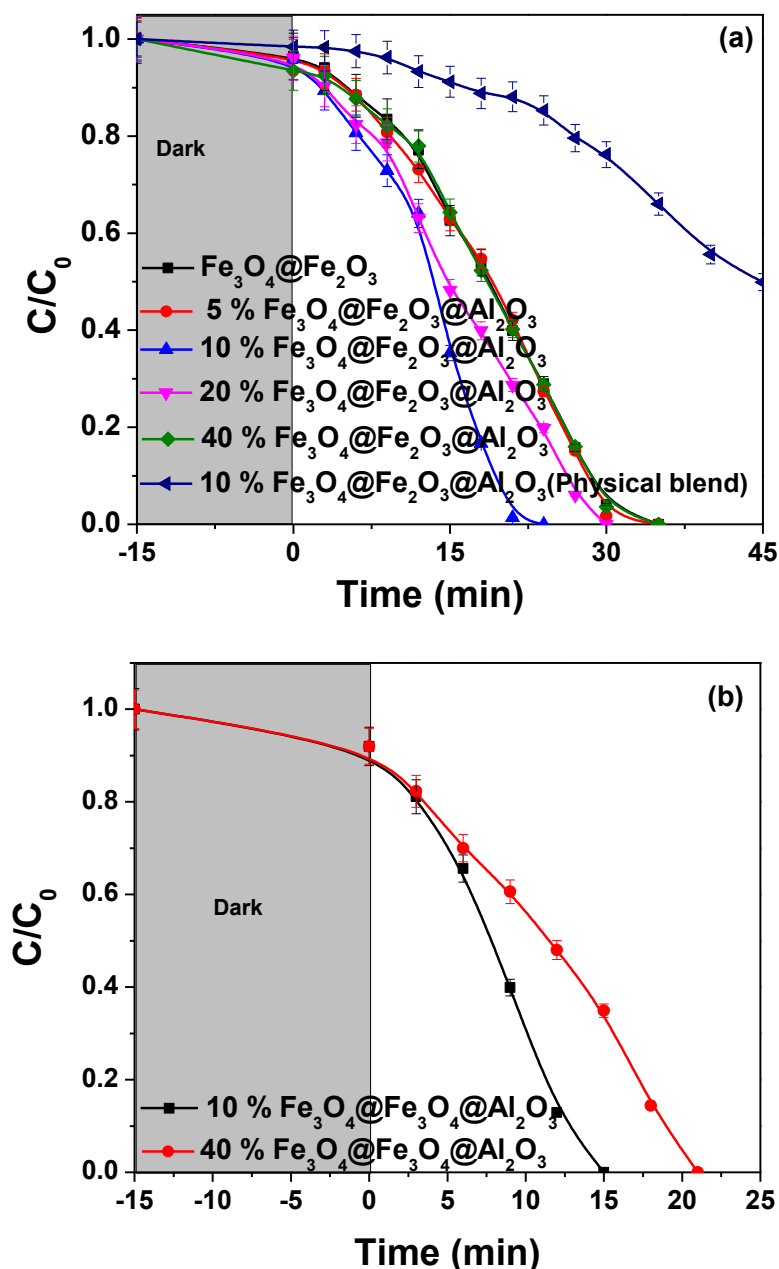 (a)
1.0
0.8
0.6
0.4
0.2
0.0
C/C₀
Dark
Fe₃O₄@Fe₂O₃
5 % Fe₃O₄@Fe₂O₃@Al₂O₃
10 % Fe₃O₄@Fe₂O₃@Al₂O₃
20 % Fe₃O₄@Fe₂O₃@Al₂O₃
40 % Fe₃O₄@Fe₂O₃@Al₂O₃
10 % Fe₃O₄@Fe₂O₃@Al₂O₃(Physical blend)
-15 0 15 30 45
Time (min)
(b)
1.0
0.8
0.6
0.4
0.2
0.0
C/C₀
Dark
10 % Fe₃O₄@Fe₃O₄@Al₂O₃
40 % Fe₃O₄@Fe₃O₄@Al₂O₃
-15 -10 -5 0 5 10 15 20 25
Time (min)